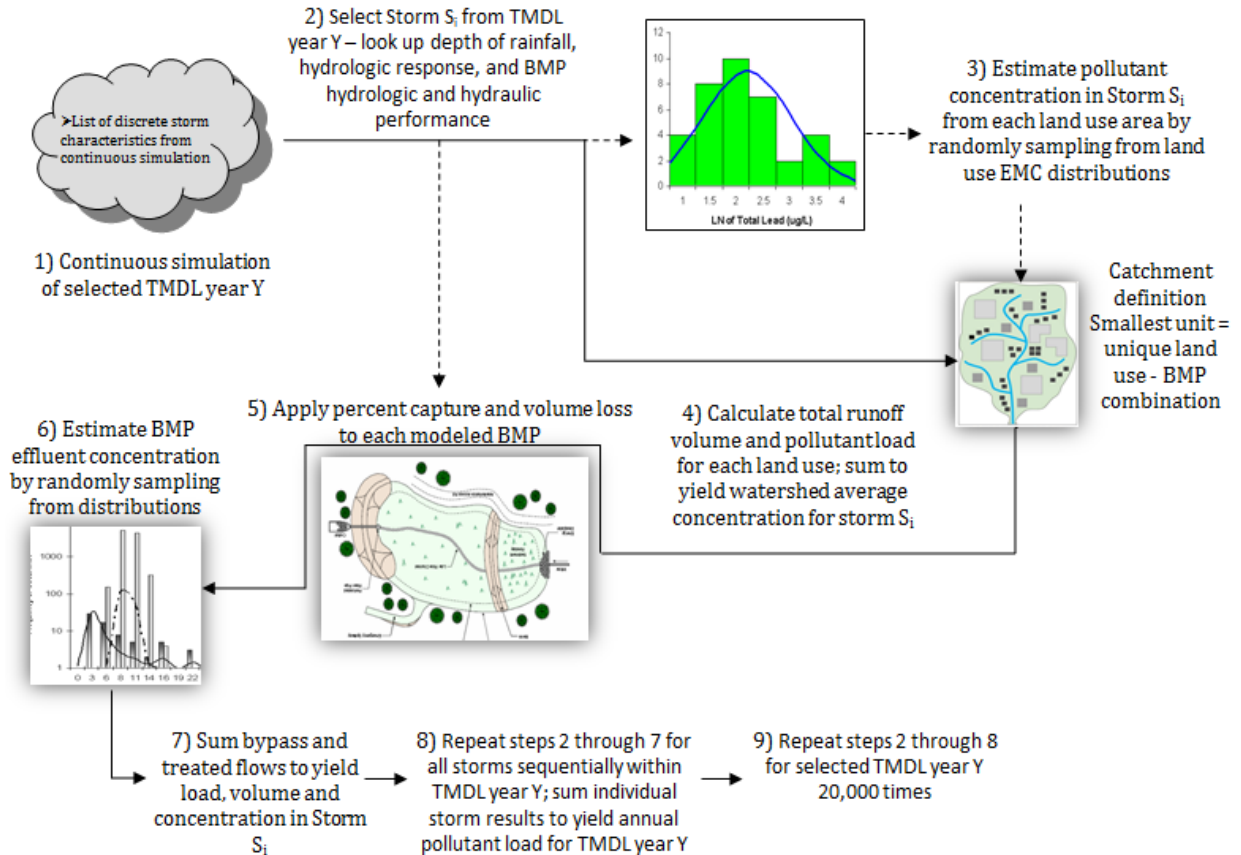 ➤List of discrete storm
characteristics from
continuous simulation
1) Continuous simulation
of selected TMDL year Y
2) Select Storm Sᵢ from TMDL
year Y – look up depth of rainfall,
hydrologic response, and BMP
hydrologic and hydraulic
performance
12
10
8
6
4
2
0
1 1.5 2 2.5 3 3.5 4
LN of Total Lead (ug/L)
3) Estimate pollutant
concentration in Storm Sᵢ
from each land use area by
randomly sampling from land
use EMC distributions
Catchment
definition
Smallest unit =
unique land
use - BMP
combination
4) Calculate total runoff
volume and pollutant load
for each land use; sum to
yield watershed average
concentration for storm Sᵢ
5) Apply percent capture and volume loss
to each modeled BMP
6) Estimate BMP
effluent concentration
by randomly sampling
from distributions
1000
100
10
1
0 3 6 8 11 14 16 19 22
7) Sum bypass and
treated flows to yield
load, volume and
concentration in Storm
Sᵢ
8) Repeat steps 2 through 7 for
all storms sequentially within
TMDL year Y; sum individual
storm results to yield annual
pollutant load for TMDL year Y
9) Repeat steps 2 through 8
for selected TMDL year Y
20,000 times